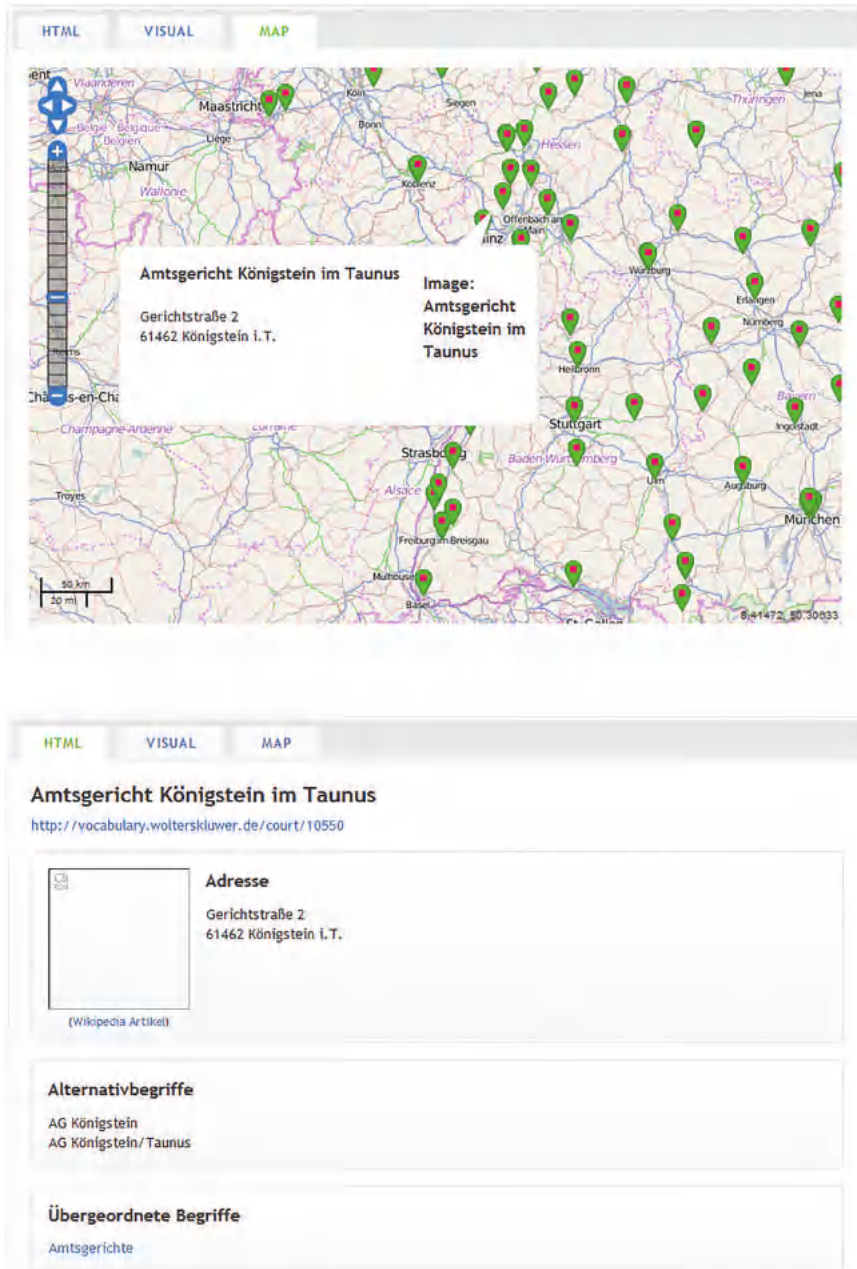 HTML VISUAL MAP
Vlaanderen
Maastricht
Köln
Siegen
Thüringen
Jena
België - Belgique
Belgien
Liege
Bonn
Hessen
Namur
Wallonie
Koblenz
Offenbach am
Main
inz
Würzburg
Amtsgericht Königstein im Taunus
Gerichtstraße 2
61462 Königstein i.T.
Image:
Amtsgericht
Königstein im
Taunus
Erlangen
Nürnberg
Heilbronn
Bayern
Champagne-Ardenne
Lorraine
Stuttgart
Ingolstadt
Strasbourg
Baden-Württemberg
Alsace
Ulm
Augsburg
Troyes
München
Freiburg im Breisgau
Mulhouse
Basel
50 km
20 mi
8.41472, 50.30633
HTML VISUAL MAP
Amtsgericht Königstein im Taunus
http://vocabulary.wolterskluwer.de/court/10550
Adresse
Gerichtstraße 2
61462 Königstein i.T.
(Wikipedia Artikel)
Alternativbegriffe
AG Königstein
AG Königstein/Taunus
Übergeordnete Begriffe
Amtsgerichte